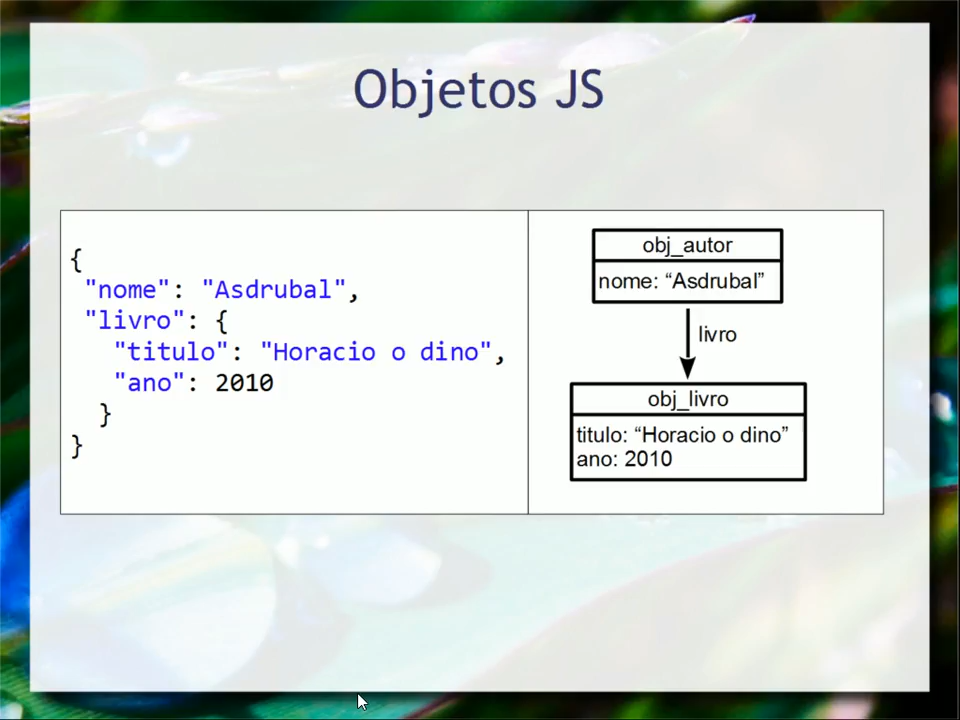 Objetos JS
{
"nome": "Asdrubal",
"livro": {
"titulo": "Horacio o dino",
"ano": 2010
}
}
obj_autor
nome: “Asdrubal”
livro
obj_livro
titulo: “Horacio o dino”
ano: 2010